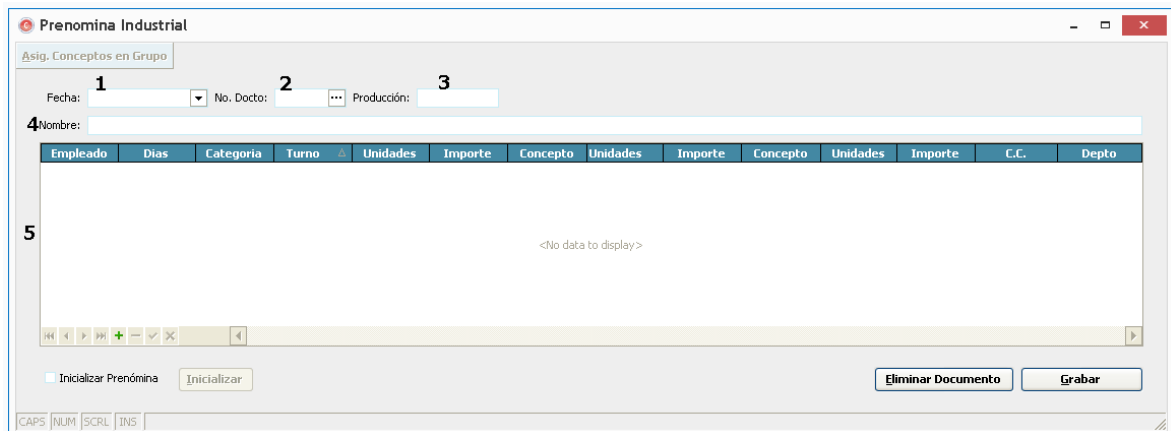 Prenomina Industrial
Asig. Conceptos en Grupo
1 2 3
Fecha: No. Docto: Producción:
4 Nombre:
Empleado Dias Categoria Turno Unidades Importe Concepto Unidades Importe Concepto Unidades Importe C.C. Depto
5
<No data to display>
Inicializar Prenómina Inicializar Eliminar Documento Grabar
CAPS NUM SCRL INS